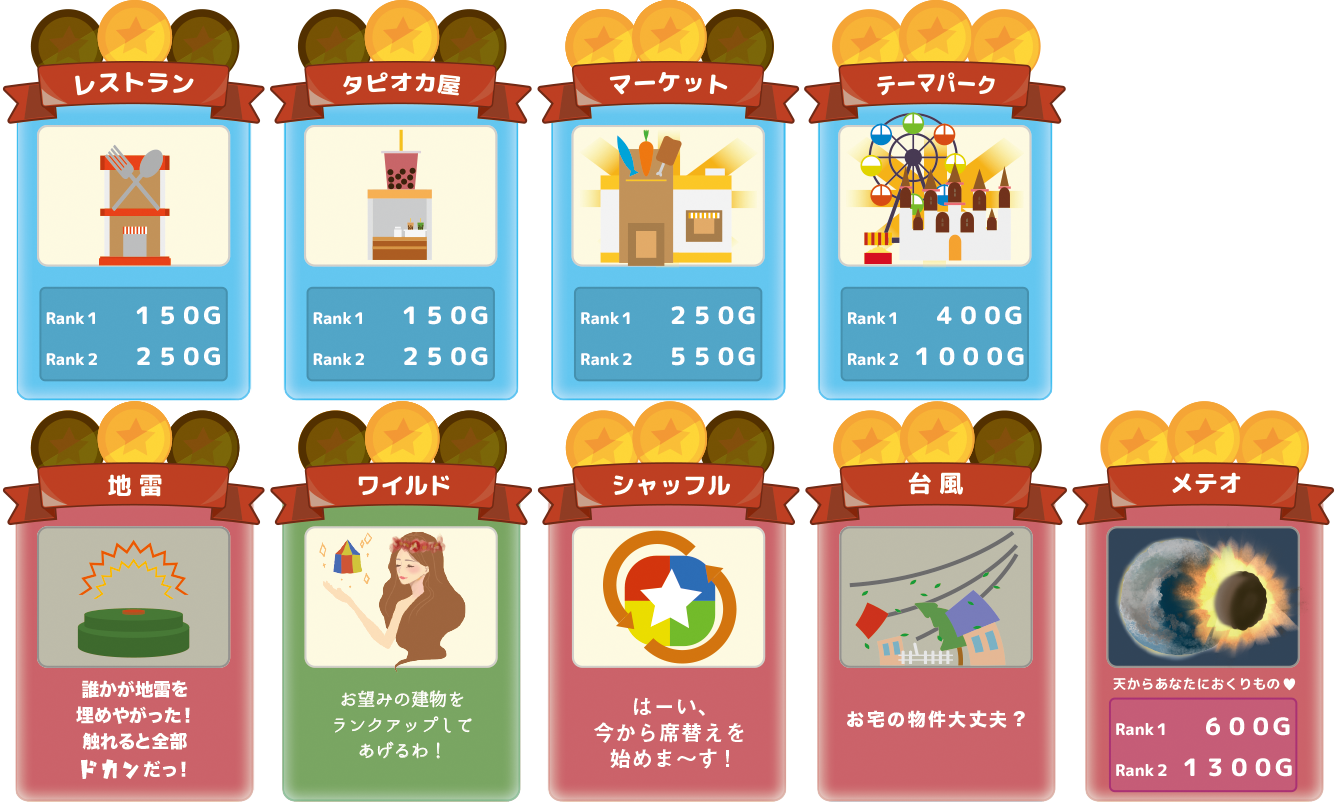 レストラン
Rank 1 150G
Rank 2 250G
タピオカ屋
Rank 1 150G
Rank 2 250G
マーケット
Rank 1 250G
Rank 2 550G
テーマパーク
Rank 1 400G
Rank 2 1000G
地雷
誰かが地雷を
埋めやがった！
触れると全部
ドカンだっ！
ワイルド
お望みの建物を
ランクアップして
あげるわ！
シャッフル
はーい、
今から席替えを
始めま～す！
台風
お宅の物件大丈夫？
メテオ
天からあなたにおくりもの♥
Rank 1 600G
Rank 2 1300G